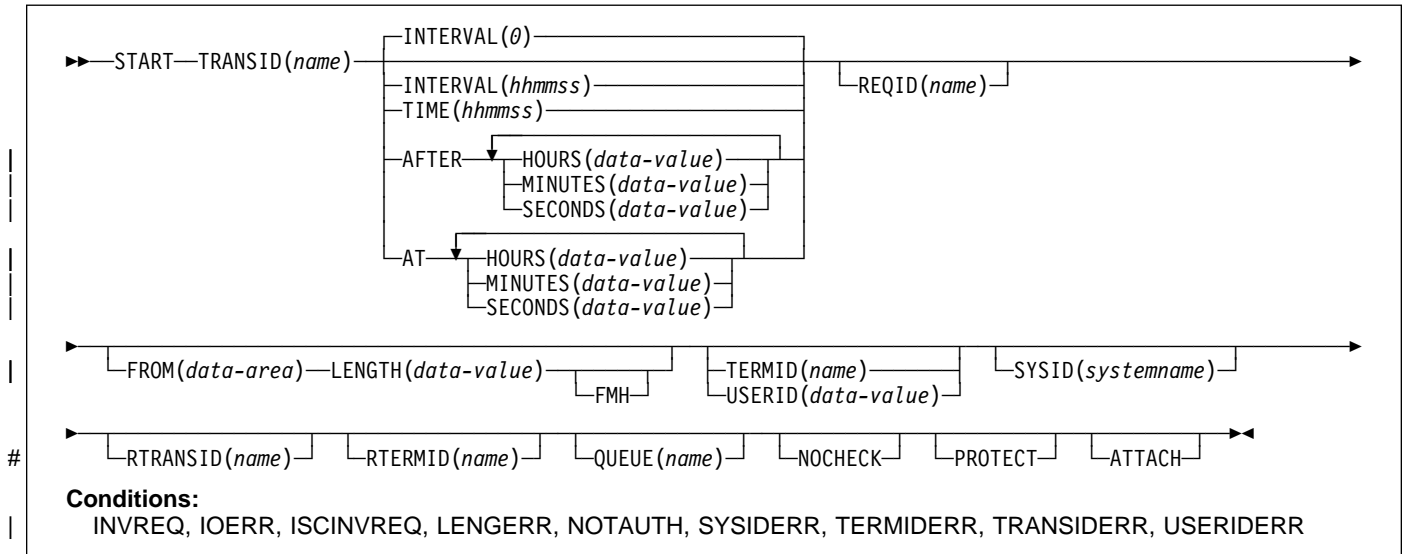 INTERVAL(0)
START TRANSID(name)
INTERVAL(hhmmss) REQID(name)
TIME(hhmmss)
| AFTER HOURS(data-value)
| MINUTES(data-value)
| SECONDS(data-value)
| AT HOURS(data-value)
| MINUTES(data-value)
| SECONDS(data-value)
| FROM(data-area) LENGTH(data-value) TERMID(name) SYSID(systemname)
FMH USERID(data-value)
# RTRANSID(name) RTERMID(name) QUEUE(name) NOCHECK PROTECT ATTACH
Conditions:
| INVREQ, IOERR, ISCINVREQ, LENGERR, NOTAUTH, SYSIDERR, TERMIDERR, TRANSIDERR, USERIDERR